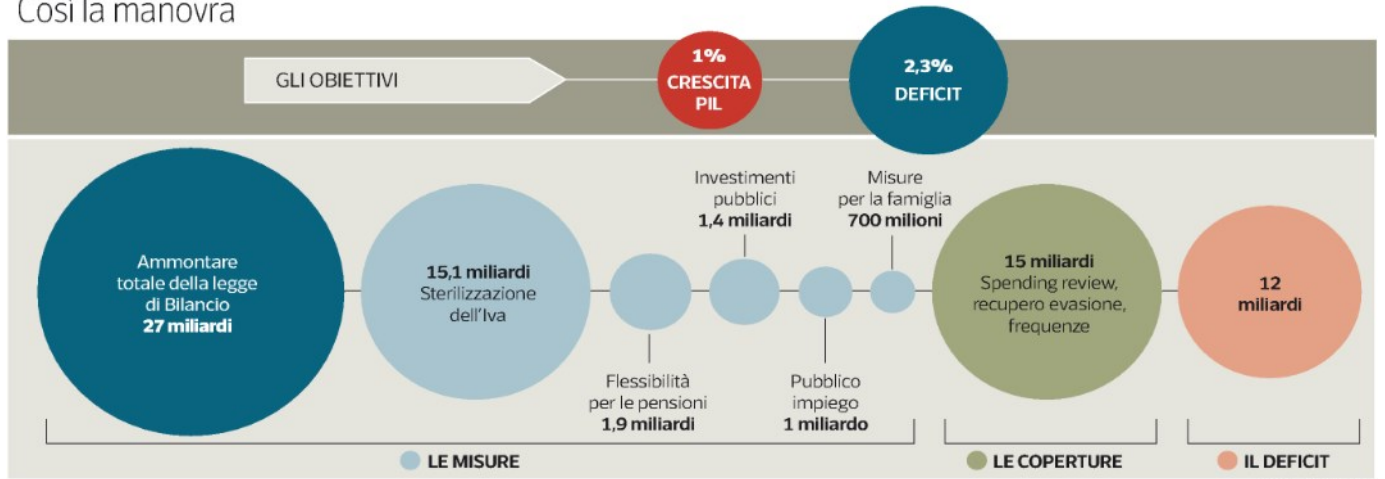 Così la manovra
GLI OBIETTIVI
1%
CRESCITA
PIL
2,3%
DEFICIT
Ammontare
totale della legge
di Bilancio
27 miliardi
15,1 miliardi
Sterilizzazione
dell'Iva
Flessibilità
per le pensioni
1,9 miliardi
Investimenti
pubblici
1,4 miliardi
Pubblico
impiego
1 miliardo
Misure
per la famiglia
700 milioni
15 miliardi
Spending review,
recupero evasione,
frequenze
12
miliardi
LE MISURE
LE COPERTURE
IL DEFICIT